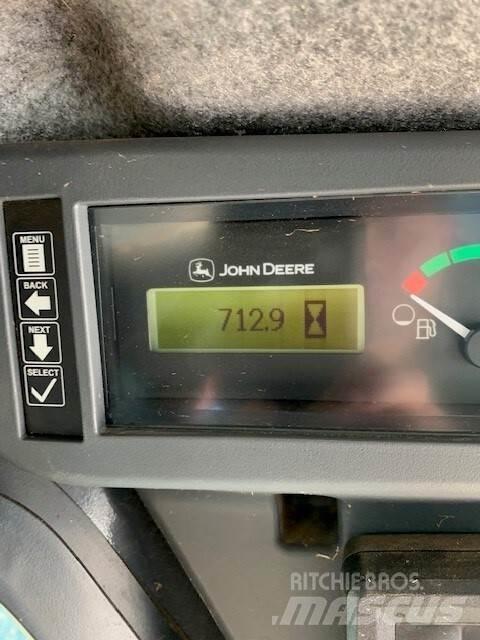 MENU
BACK
NEXT
SELECT
JOHN DEERE
712.9
RITCHIE BROS.
MASCUS